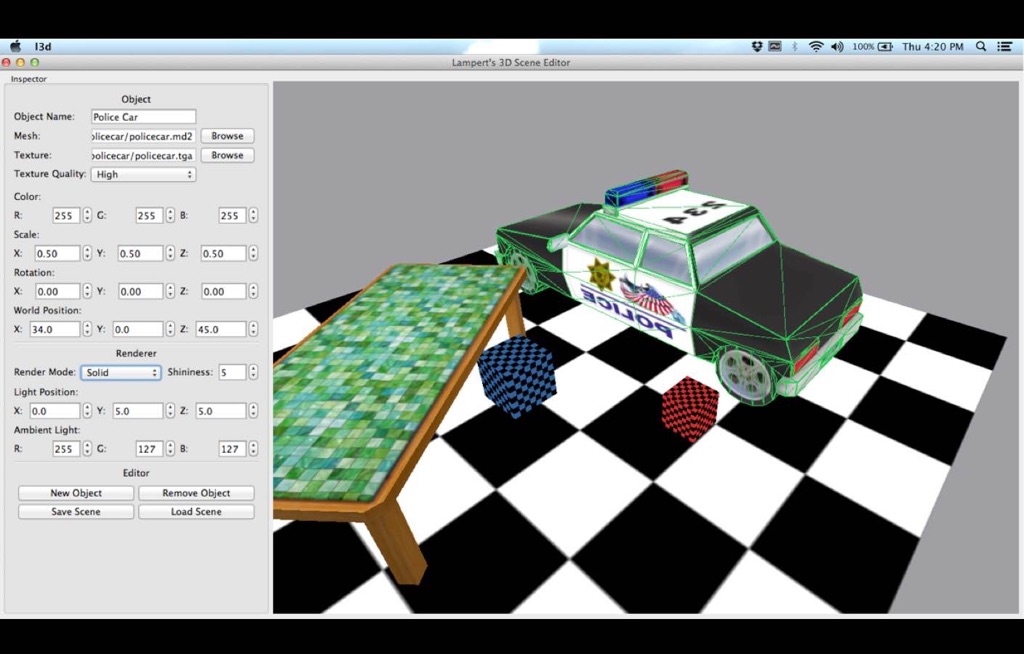 l3d 100% Thu 4:20 PM
Lampert's 3D Scene Editor
Inspector
Object
Object Name: Police Car
Mesh: olicecar/policecar.md2 Browse
Texture: policecar/policecar.tga Browse
Texture Quality: High
Color:
R: 255 G: 255 B: 255
Scale:
X: 0.50 Y: 0.50 Z: 0.50
Rotation:
X: 0.00 Y: 0.00 Z: 0.00
World Position:
X: 34.0 Y: 0.0 Z: 45.0
Renderer
Render Mode: Solid Shininess: 5
Light Position:
X: 0.0 Y: 5.0 Z: 5.0
Ambient Light:
R: 255 G: 127 B: 127
Editor
New Object Remove Object
Save Scene Load Scene
234
POLICE